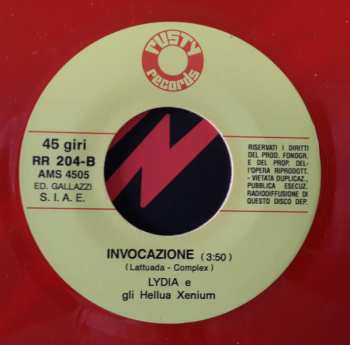 RUSTY
records
45 giri
RR 204-B
AMS 4505
ED. GALLAZZI
S. I. A. E.
RISERVATI I DIRITTI
DEL PROD. FONOGR.
E DEL PROP. DEL-
L'OPERA RIPRODOTT.
- VIETATA DUPLICAZ.,
PUBBLICA ESECUZ.
RADIODIFFUSIONE DI
QUESTO DISCO DEP.
INVOCAZIONE (3:50)
(Lattuada - Complex)
LYDIA e
gli Hellua Xenium